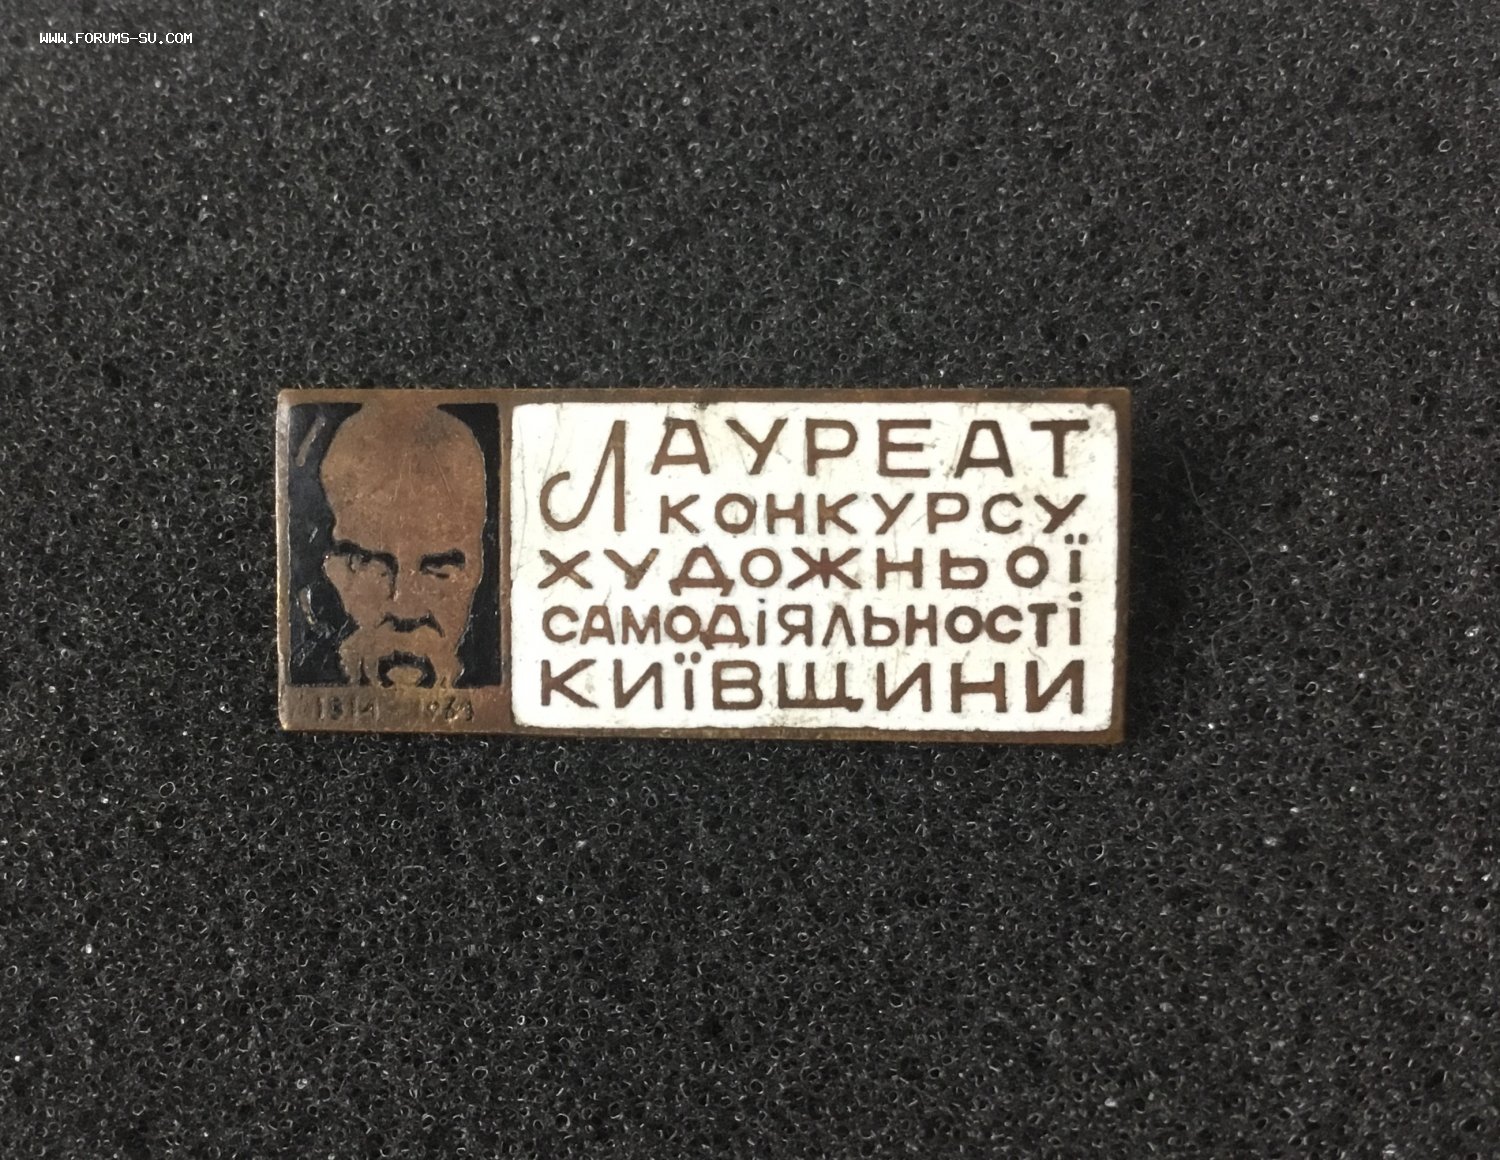 WWW.FORUMS-SU.COM
ЛАУРЕАТ
КОНКУРСУ
ХУДОЖНЬОЇ
САМОДІЯЛЬНОСТІ
КИЇВЩИНИ
1814